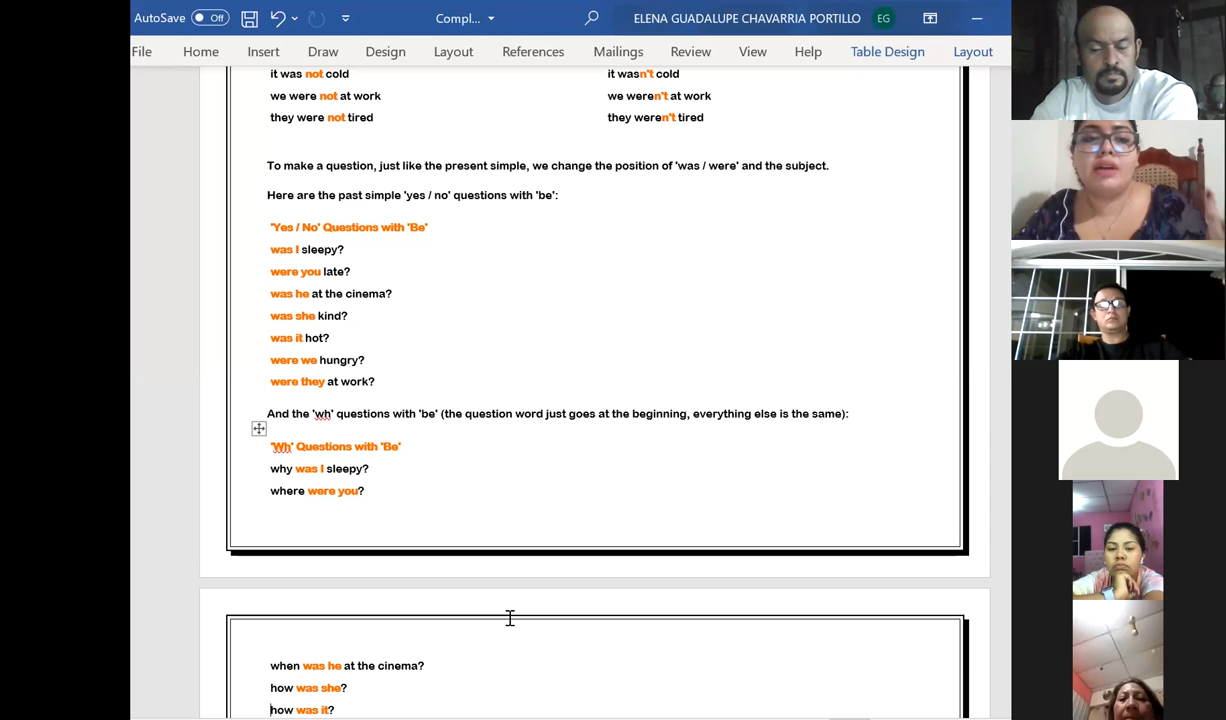 AutoSave Off Compl... ELENA GUADALUPE CHAVARRIA PORTILLO EG
File Home Insert Draw Design Layout References Mailings Review View Help Table Design Layout
it was not cold it wasn't cold
we were not at work we weren't at work
they were not tired they weren't tired
To make a question, just like the present simple, we change the position of 'was / were' and the subject.
Here are the past simple 'yes / no' questions with 'be':
'Yes / No' Questions with 'Be'
was I sleepy?
were you late?
was he at the cinema?
was she kind?
was it hot?
were we hungry?
were they at work?
And the 'wh' questions with 'be' (the question word just goes at the beginning, everything else is the same):
'Wh' Questions with 'Be'
why was I sleepy?
where were you?
when was he at the cinema?
how was she?
how was it?